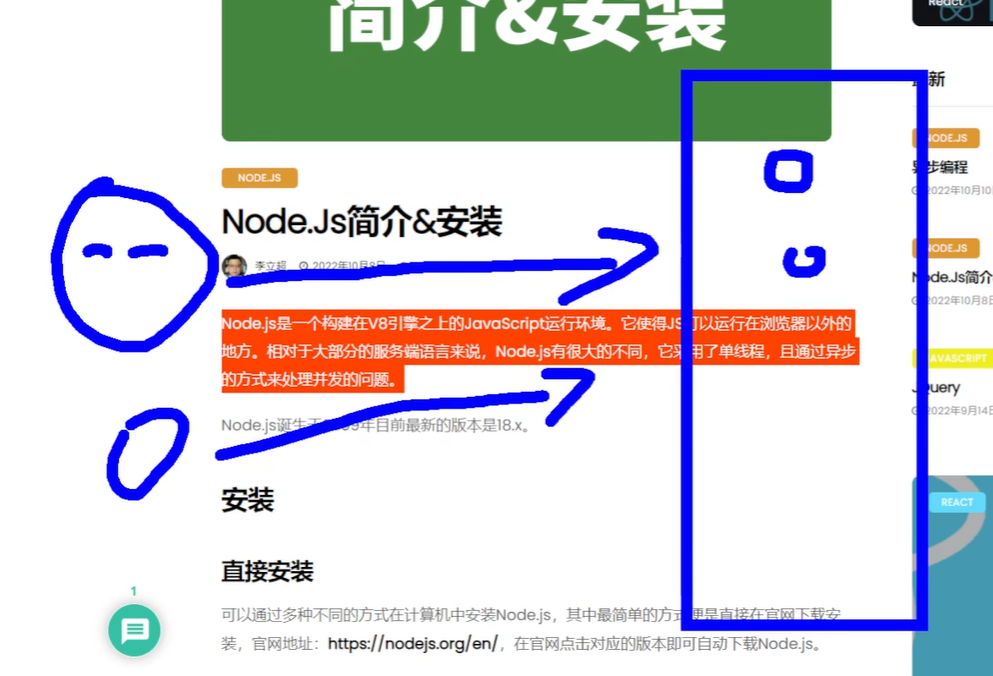 简介&安装
React
最新
NODE.JS
异步编程
2022年10月10
NODE.JS
Node.Js简介
2022年10月8日
JAVASCRIPT
jQuery
2022年9月14日
REACT
NODE.JS
Node.Js简介&安装
李立超 2022年10月8日
Node.js是一个构建在V8引擎之上的JavaScript运行环境。它使得JS可以运行在浏览器以外的
地方。相对于大部分的服务端语言来说，Node.js有很大的不同，它采用了单线程，且通过异步
的方式来处理并发的问题。
Node.js诞生于2009年目前最新的版本是18.x。
安装
直接安装
可以通过多种不同的方式在计算机中安装Node.js，其中最简单的方式便是直接在官网下载安
装，官网地址：https://nodejs.org/en/，在官网点击对应的版本即可自动下载Node.js。
1